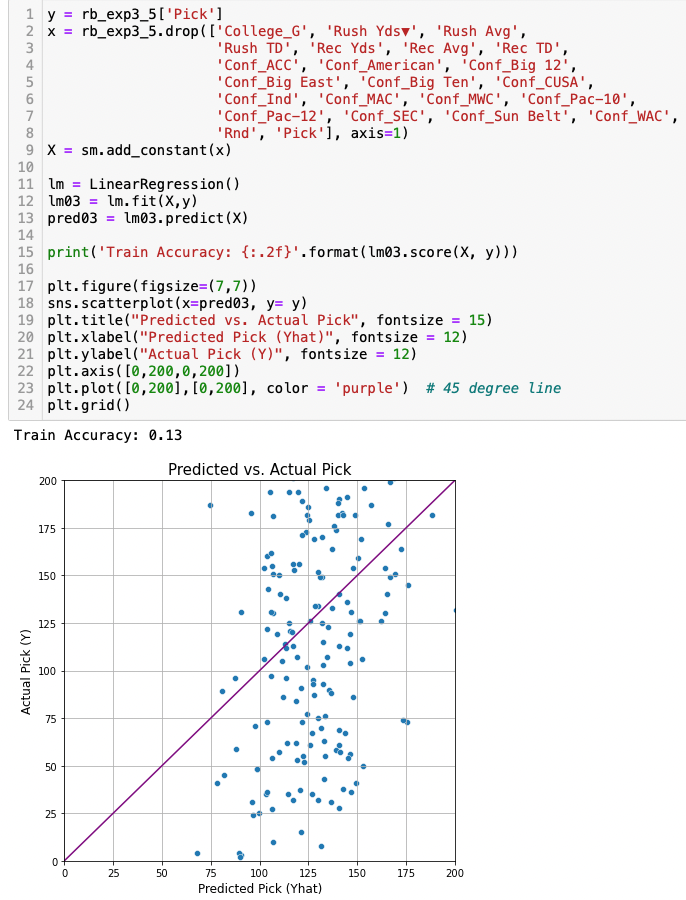 1 y = rb_exp3_5['Pick']
2 x = rb_exp3_5.drop(['College_G', 'Rush Yds▼', 'Rush Avg',
3 'Rush TD', 'Rec Yds', 'Rec Avg', 'Rec TD',
4 'Conf_ACC', 'Conf_American', 'Conf_Big 12',
5 'Conf_Big East', 'Conf_Big Ten', 'Conf_CUSA',
6 'Conf_Ind', 'Conf_MAC', 'Conf_MWC', 'Conf_Pac-10',
7 'Conf_Pac-12', 'Conf_SEC', 'Conf_Sun Belt', 'Conf_WAC',
8 'Rnd', 'Pick'], axis=1)
9 X = sm.add_constant(x)
10
11 lm = LinearRegression()
12 lm03 = lm.fit(X,y)
13 pred03 = lm03.predict(X)
14
15 print('Train Accuracy: {:.2f}'.format(lm03.score(X, y)))
16
17 plt.figure(figsize=(7,7))
18 sns.scatterplot(x=pred03, y= y)
19 plt.title("Predicted vs. Actual Pick", fontsize = 15)
20 plt.xlabel("Predicted Pick (Yhat)", fontsize = 12)
21 plt.ylabel("Actual Pick (Y)", fontsize = 12)
22 plt.axis([0,200,0,200])
23 plt.plot([0,200],[0,200], color = 'purple')  # 45 degree line
24 plt.grid()
Train Accuracy: 0.13
Predicted vs. Actual Pick
200
175
150
125
100
75
50
25
0
Actual Pick (Y)
0 25 50 75 100 125 150 175 200
Predicted Pick (Yhat)